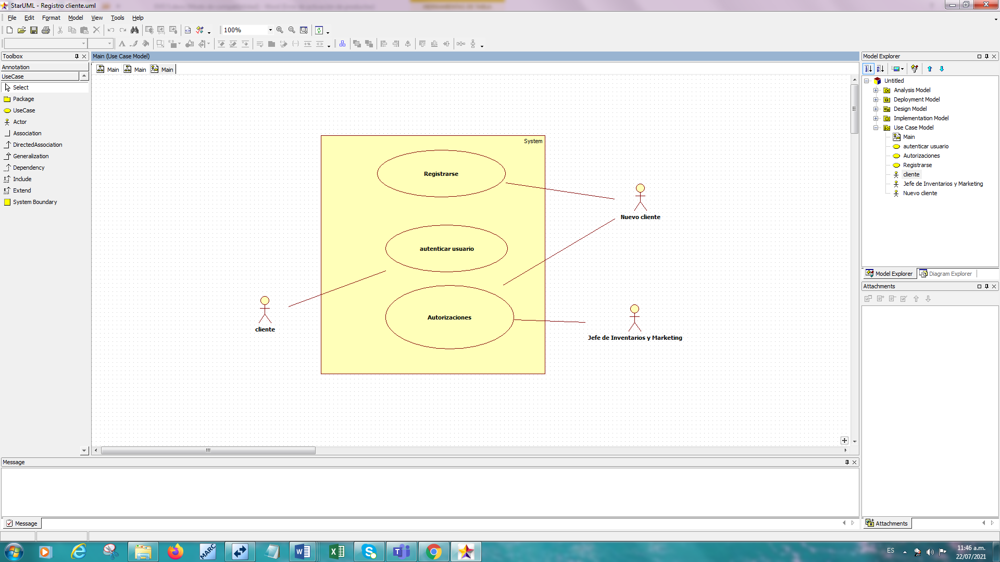 StarUML - Registro cliente.uml
File Edit Format Model View Tools Help
100%
Toolbox
Annotation
UseCase
Select
Package
UseCase
Actor
Association
DirectedAssociation
Generalization
Dependency
Include
Extend
System Boundary
Main (Use Case Model)
Main Main Main
System
Registrarse
autenticar usuario
Autorizaciones
Nuevo cliente
cliente
Jefe de Inventarios y Marketing
Model Explorer
Untitled
Analysis Model
Deployment Model
Design Model
Implementation Model
Use Case Model
Main
autenticar usuario
Autorizaciones
Registrarse
cliente
Jefe de Inventarios y Marketing
Nuevo cliente
Model Explorer Diagram Explorer
Attachments
Message
Message
Attachments
MARC
ES
11:46 a.m.
22/07/2021